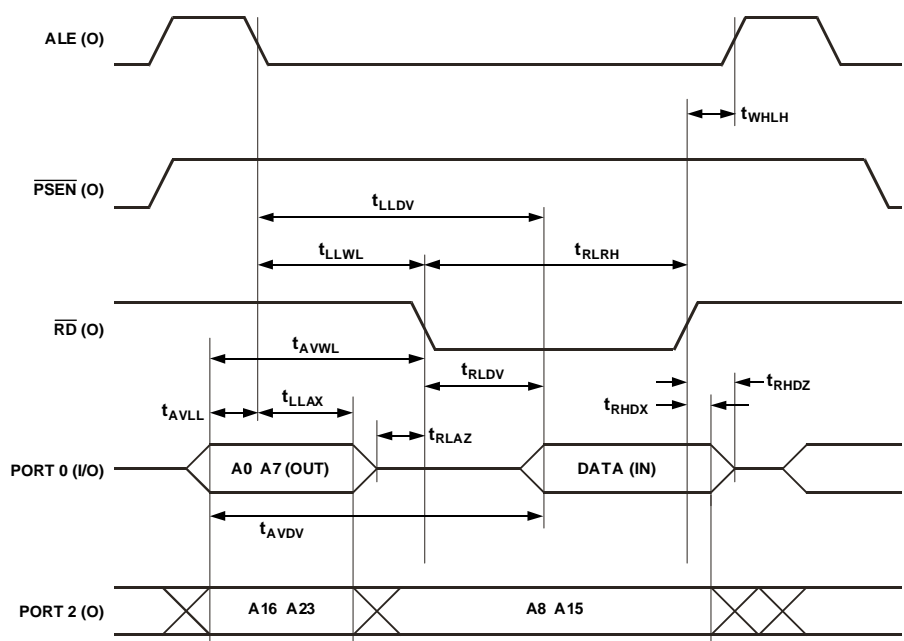 ALE (O)
tWHLH
PSEN (O)
tLLDV
tLLWL
tRLRH
RD (O)
tAVWL
tRLDV
tRHDZ
tLLAX
tRHDX
tAVLL
tRLAZ
PORT 0 (I/O)
A0 A7 (OUT)
DATA (IN)
tAVDV
PORT 2 (O)
A16 A23
A8 A15